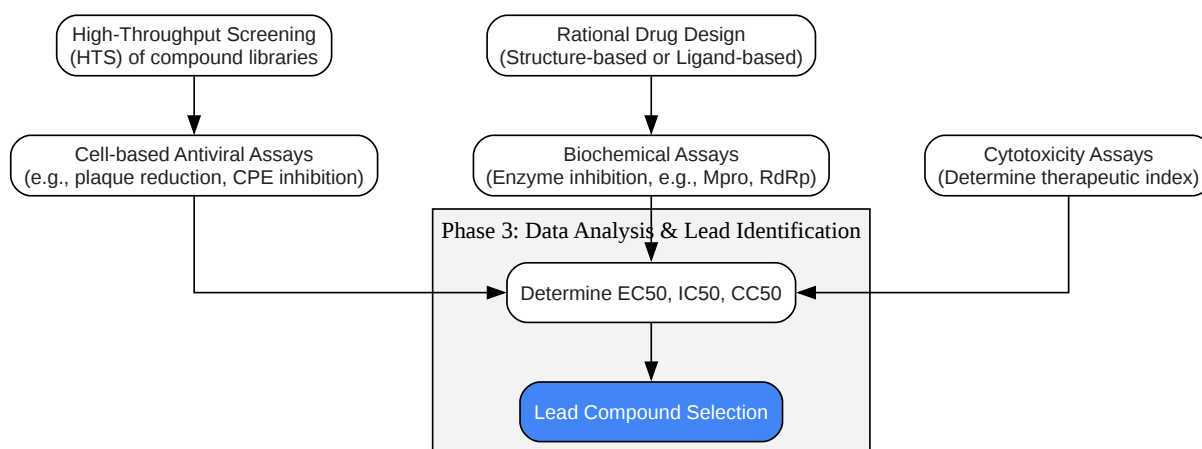 High-Throughput Screening
(HTS) of compound libraries
Rational Drug Design
(Structure-based or Ligand-based)
Cell-based Antiviral Assays
(e.g., plaque reduction, CPE inhibition)
Biochemical Assays
(Enzyme inhibition, e.g., Mpro, RdRp)
Cytotoxicity Assays
(Determine therapeutic index)
Phase 3: Data Analysis & Lead Identification
Determine EC50, IC50, CC50
Lead Compound Selection